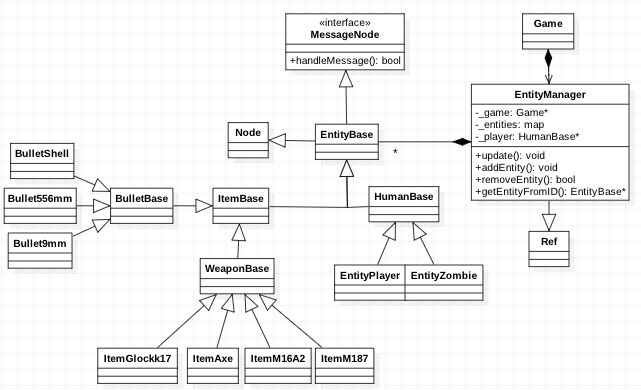 «interface»
MessageNode
+handleMessage(): bool
Game
EntityManager
-_game: Game*
-_entities: map
-_player: HumanBase*
+update(): void
+addEntity(): void
+removeEntity(): bool
+getEntityFromID(): EntityBase*
Node
EntityBase
*
BulletShell
Bullet556mm
BulletBase
ItemBase
HumanBase
Bullet9mm
Ref
WeaponBase
EntityPlayer
EntityZombie
ItemGlockk17
ItemAxe
ItemM16A2
ItemM187